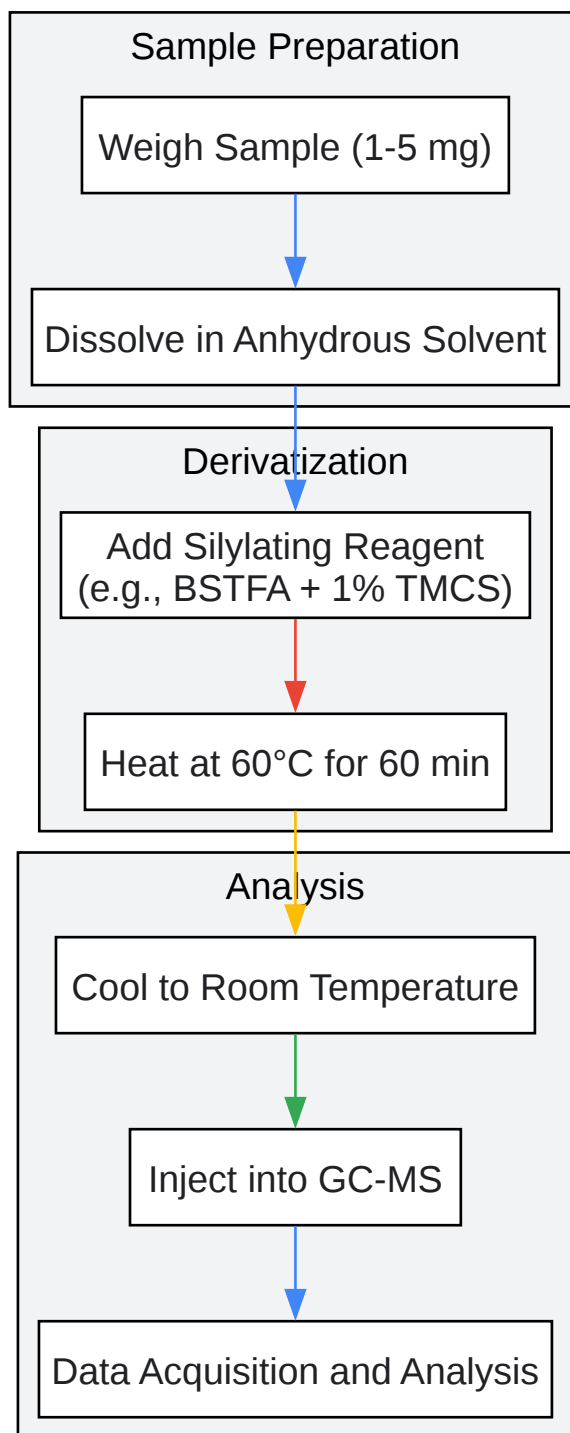 Sample Preparation
Weigh Sample (1-5 mg)
Dissolve in Anhydrous Solvent
Derivatization
Add Silylating Reagent
(e.g., BSTFA + 1% TMCS)
Heat at 60°C for 60 min
Analysis
Cool to Room Temperature
Inject into GC-MS
Data Acquisition and Analysis